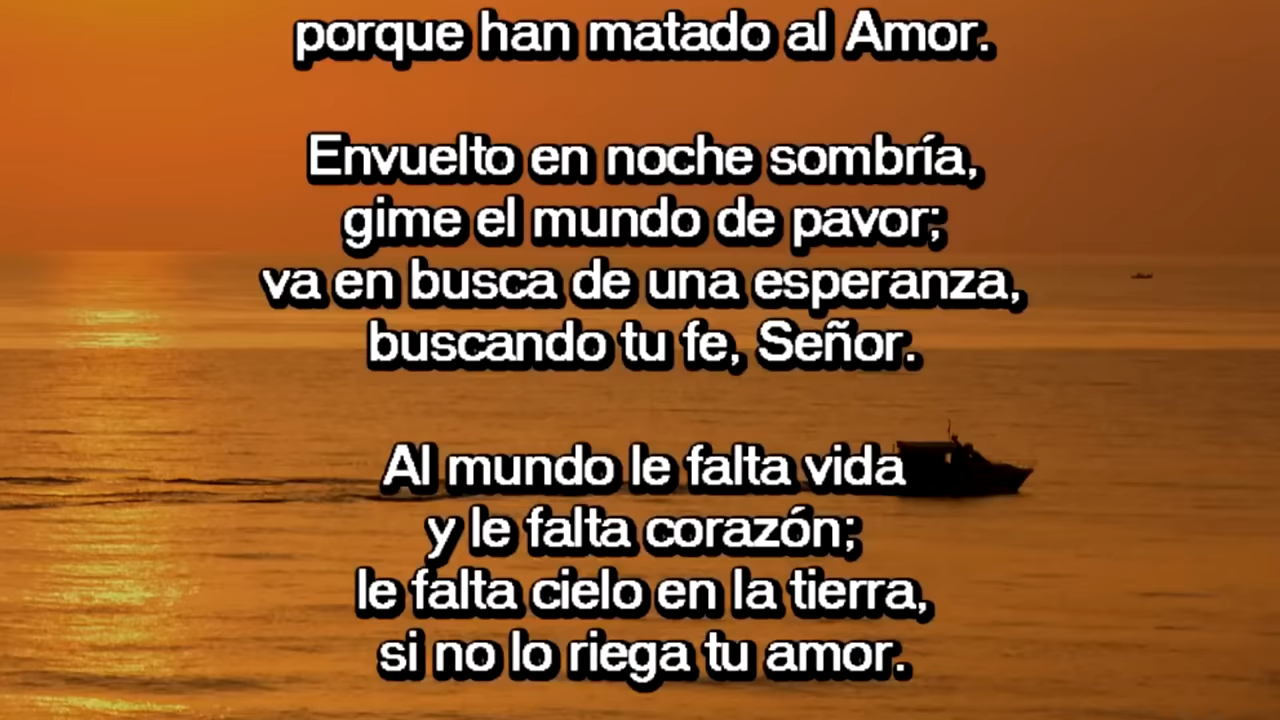 porque han matado al Amor.
Envuelto en noche sombría,
gime el mundo de pavor;
va en busca de una esperanza,
buscando tu fe, Señor.
Al mundo le falta vida
y le falta corazón;
le falta cielo en la tierra,
si no lo riega tu amor.